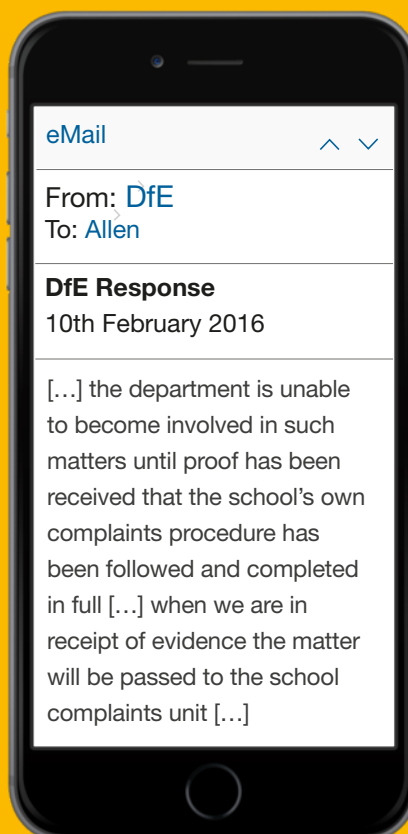 eMail
From: DfE
To: Allen
DfE Response
10th February 2016
[…] the department is unable
to become involved in such
matters until proof has been
received that the school’s own
complaints procedure has
been followed and completed
in full […] when we are in
receipt of evidence the matter
will be passed to the school
complaints unit […]